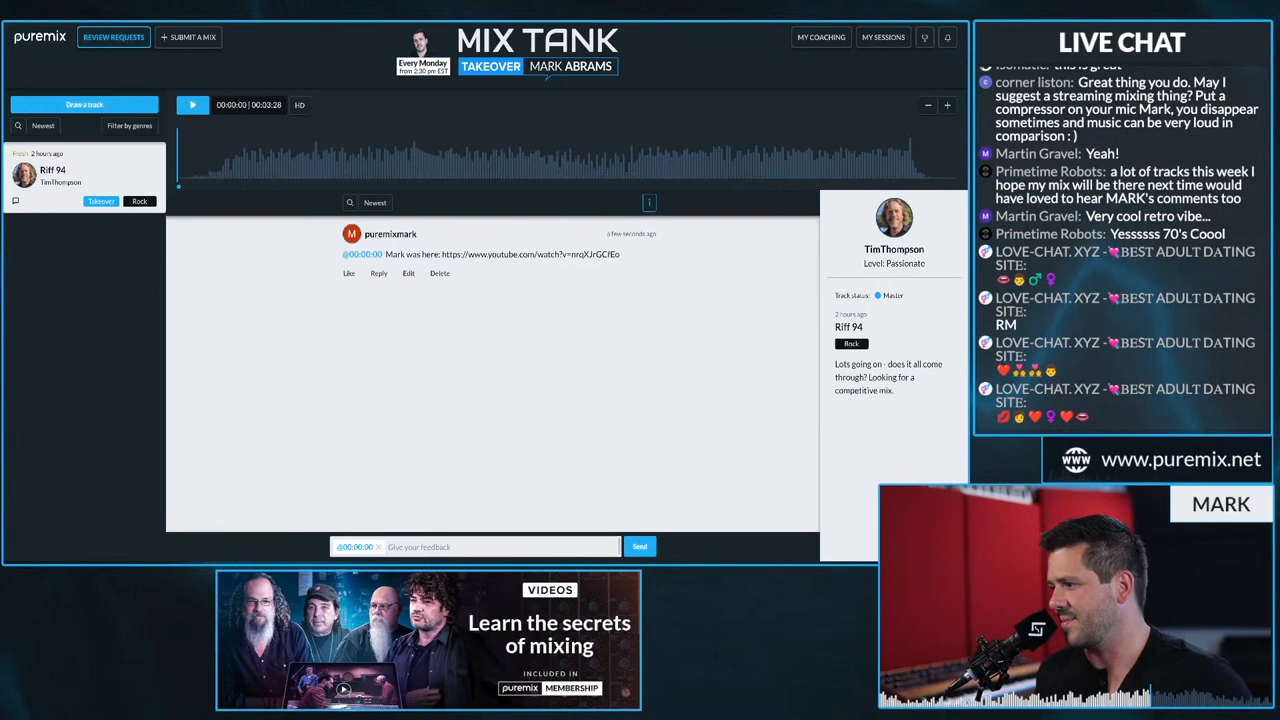 puremix
REVIEW REQUESTS
+ SUBMIT A MIX
Every Monday
from 2:30 pm EST
MIX TANK
TAKEOVER MARK ABRAMS
MY COACHING
MY SESSIONS
Draw a track
Newest
Filter by genres
Fresh 2 hours ago
Riff 94
TimThompson
Takeover
Rock
00:00:00 | 00:03:28
HD
Newest
i
M
puremixmark
a few seconds ago
@00:00:00 Mark was here: https://www.youtube.com/watch?v=nrqXJrGCfEo
Like Reply Edit Delete
@00:00:00 × Give your feedback
Send
TimThompson
Level: Passionate
Track status: Master
2 hours ago
Riff 94
Rock
Lots going on - does it all come
through? Looking for a
competitive mix.
LIVE CHAT
isomatic: this is great
corner liston: Great thing you do. May I
suggest a streaming mixing thing? Put a
compressor on your mic Mark, you disappear
sometimes and music can be very loud in
comparison : )
Martin Gravel: Yeah!
Primetime Robots: a lot of tracks this week I
hope my mix will be there next time would
have loved to hear MARK's comments too
Martin Gravel: Very cool retro vibe...
Primetime Robots: Yessssss 70's Coool
LOVE-CHAT. XYZ -💘BEST ADULT DATING
SITE:
👄👨♂♀
LOVE-CHAT. XYZ -💘BEST ADULT DATING
SITE:
RM
LOVE-CHAT. XYZ -💘BEST ADULT DATING
SITE:
❤💑💑👨
LOVE-CHAT. XYZ -💘BEST ADULT DATING
SITE:
💋👩❤♀❤👄
WWW
www.puremix.net
MARK
VIDEOS
Learn the secrets
of mixing
INCLUDED IN
puremix MEMBERSHIP